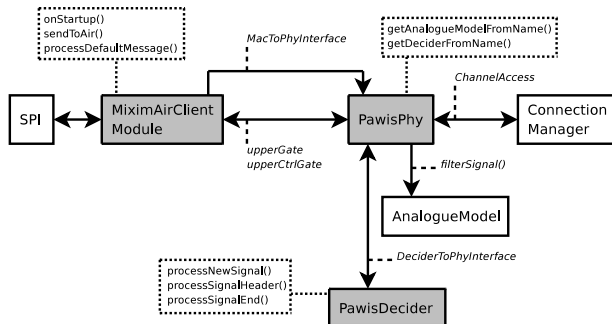 onStartup()
sendToAir()
processDefaultMessage()
MacToPhyInterface
getAnalogueModelFromName()
getDeciderFromName()
ChannelAccess
SPI
MiximAirClient
Module
PawisPhy
Connection
Manager
upperGate
upperCtrlGate
filterSignal()
AnalogueModel
DeciderToPhyInterface
processNewSignal()
processSignalHeader()
processSignalEnd()
PawisDecider